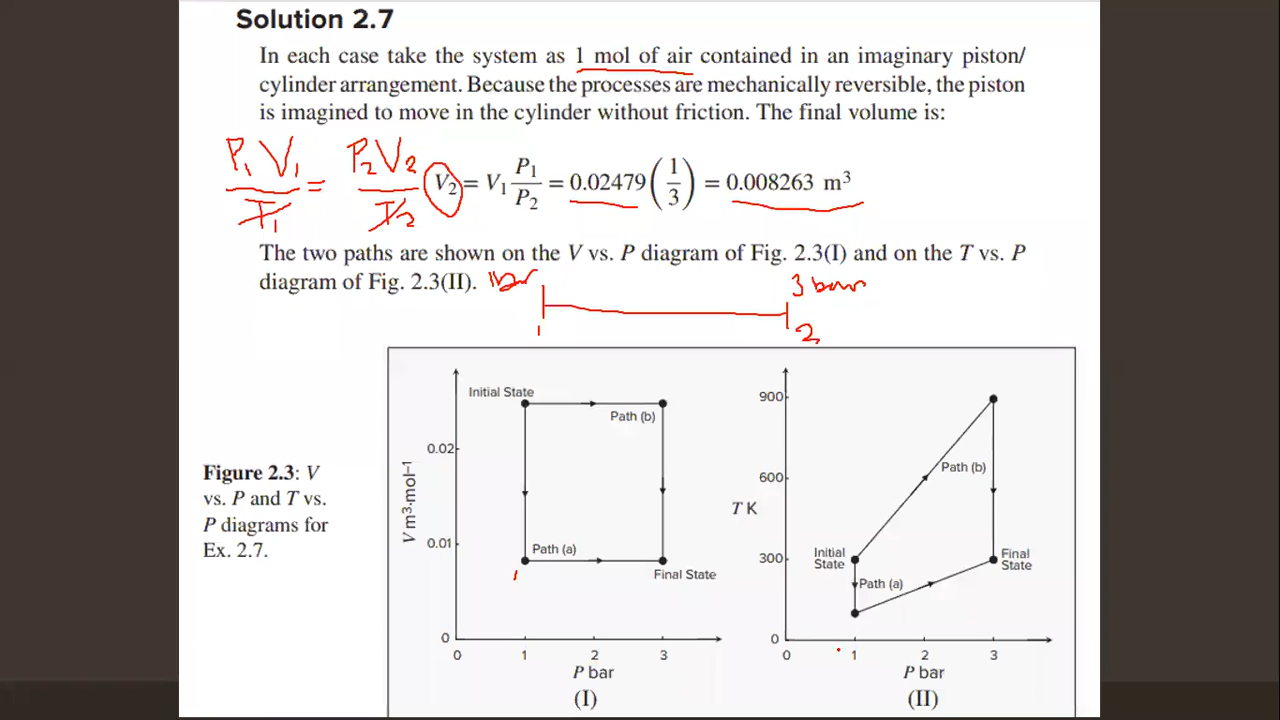 Solution 2.7
In each case take the system as 1 mol of air contained in an imaginary piston/
cylinder arrangement. Because the processes are mechanically reversible, the piston
is imagined to move in the cylinder without friction. The final volume is:
P₁V₁/T₁ = P₂V₂/T₂
V₂ = V₁ P₁/P₂ = 0.02479 (1/3) = 0.008263 m³
The two paths are shown on the V vs. P diagram of Fig. 2.3(I) and on the T vs. P
diagram of Fig. 2.3(II).
1bar
3 bars
1
2
Figure 2.3: V
vs. P and T vs.
P diagrams for
Ex. 2.7.
V m³·mol–1
Initial State
Path (b)
0.02
0.01
Path (a)
1
Final State
0
0 1 2 3
P bar
(I)
900
Path (b)
600
T K
300
Initial
State
Final
State
Path (a)
0
0 1 2 3
P bar
(II)